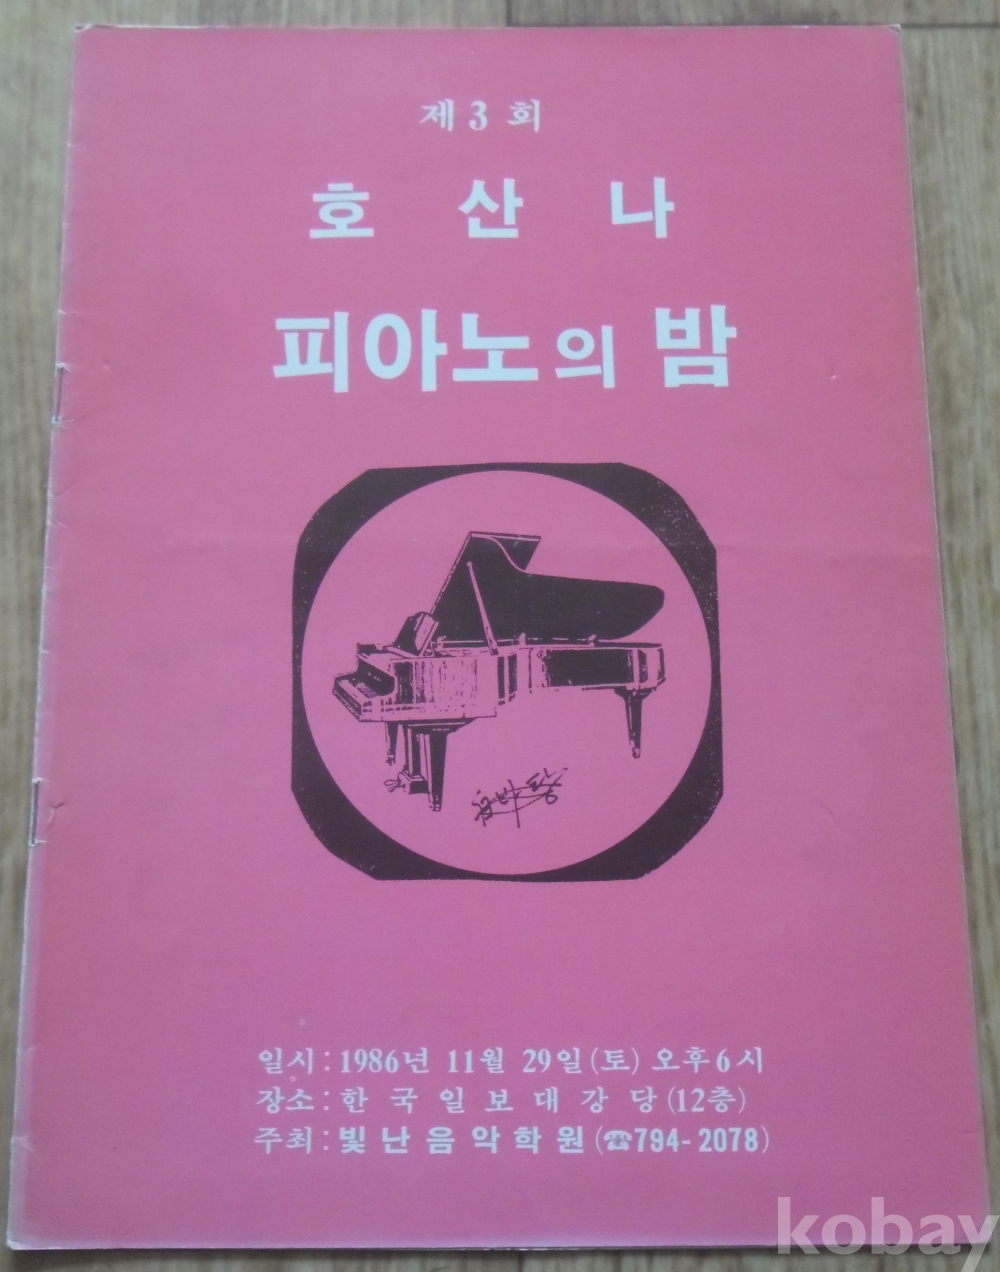 제 3 회
호 산 나
피아노의 밤
일시 : 1986년 11월 29일 (토) 오후 6 시
장소 : 한 국 일 보 대 강 당 (12층)
주최 : 빛 난 음 악 학 원 (☎794-2078)
kobay